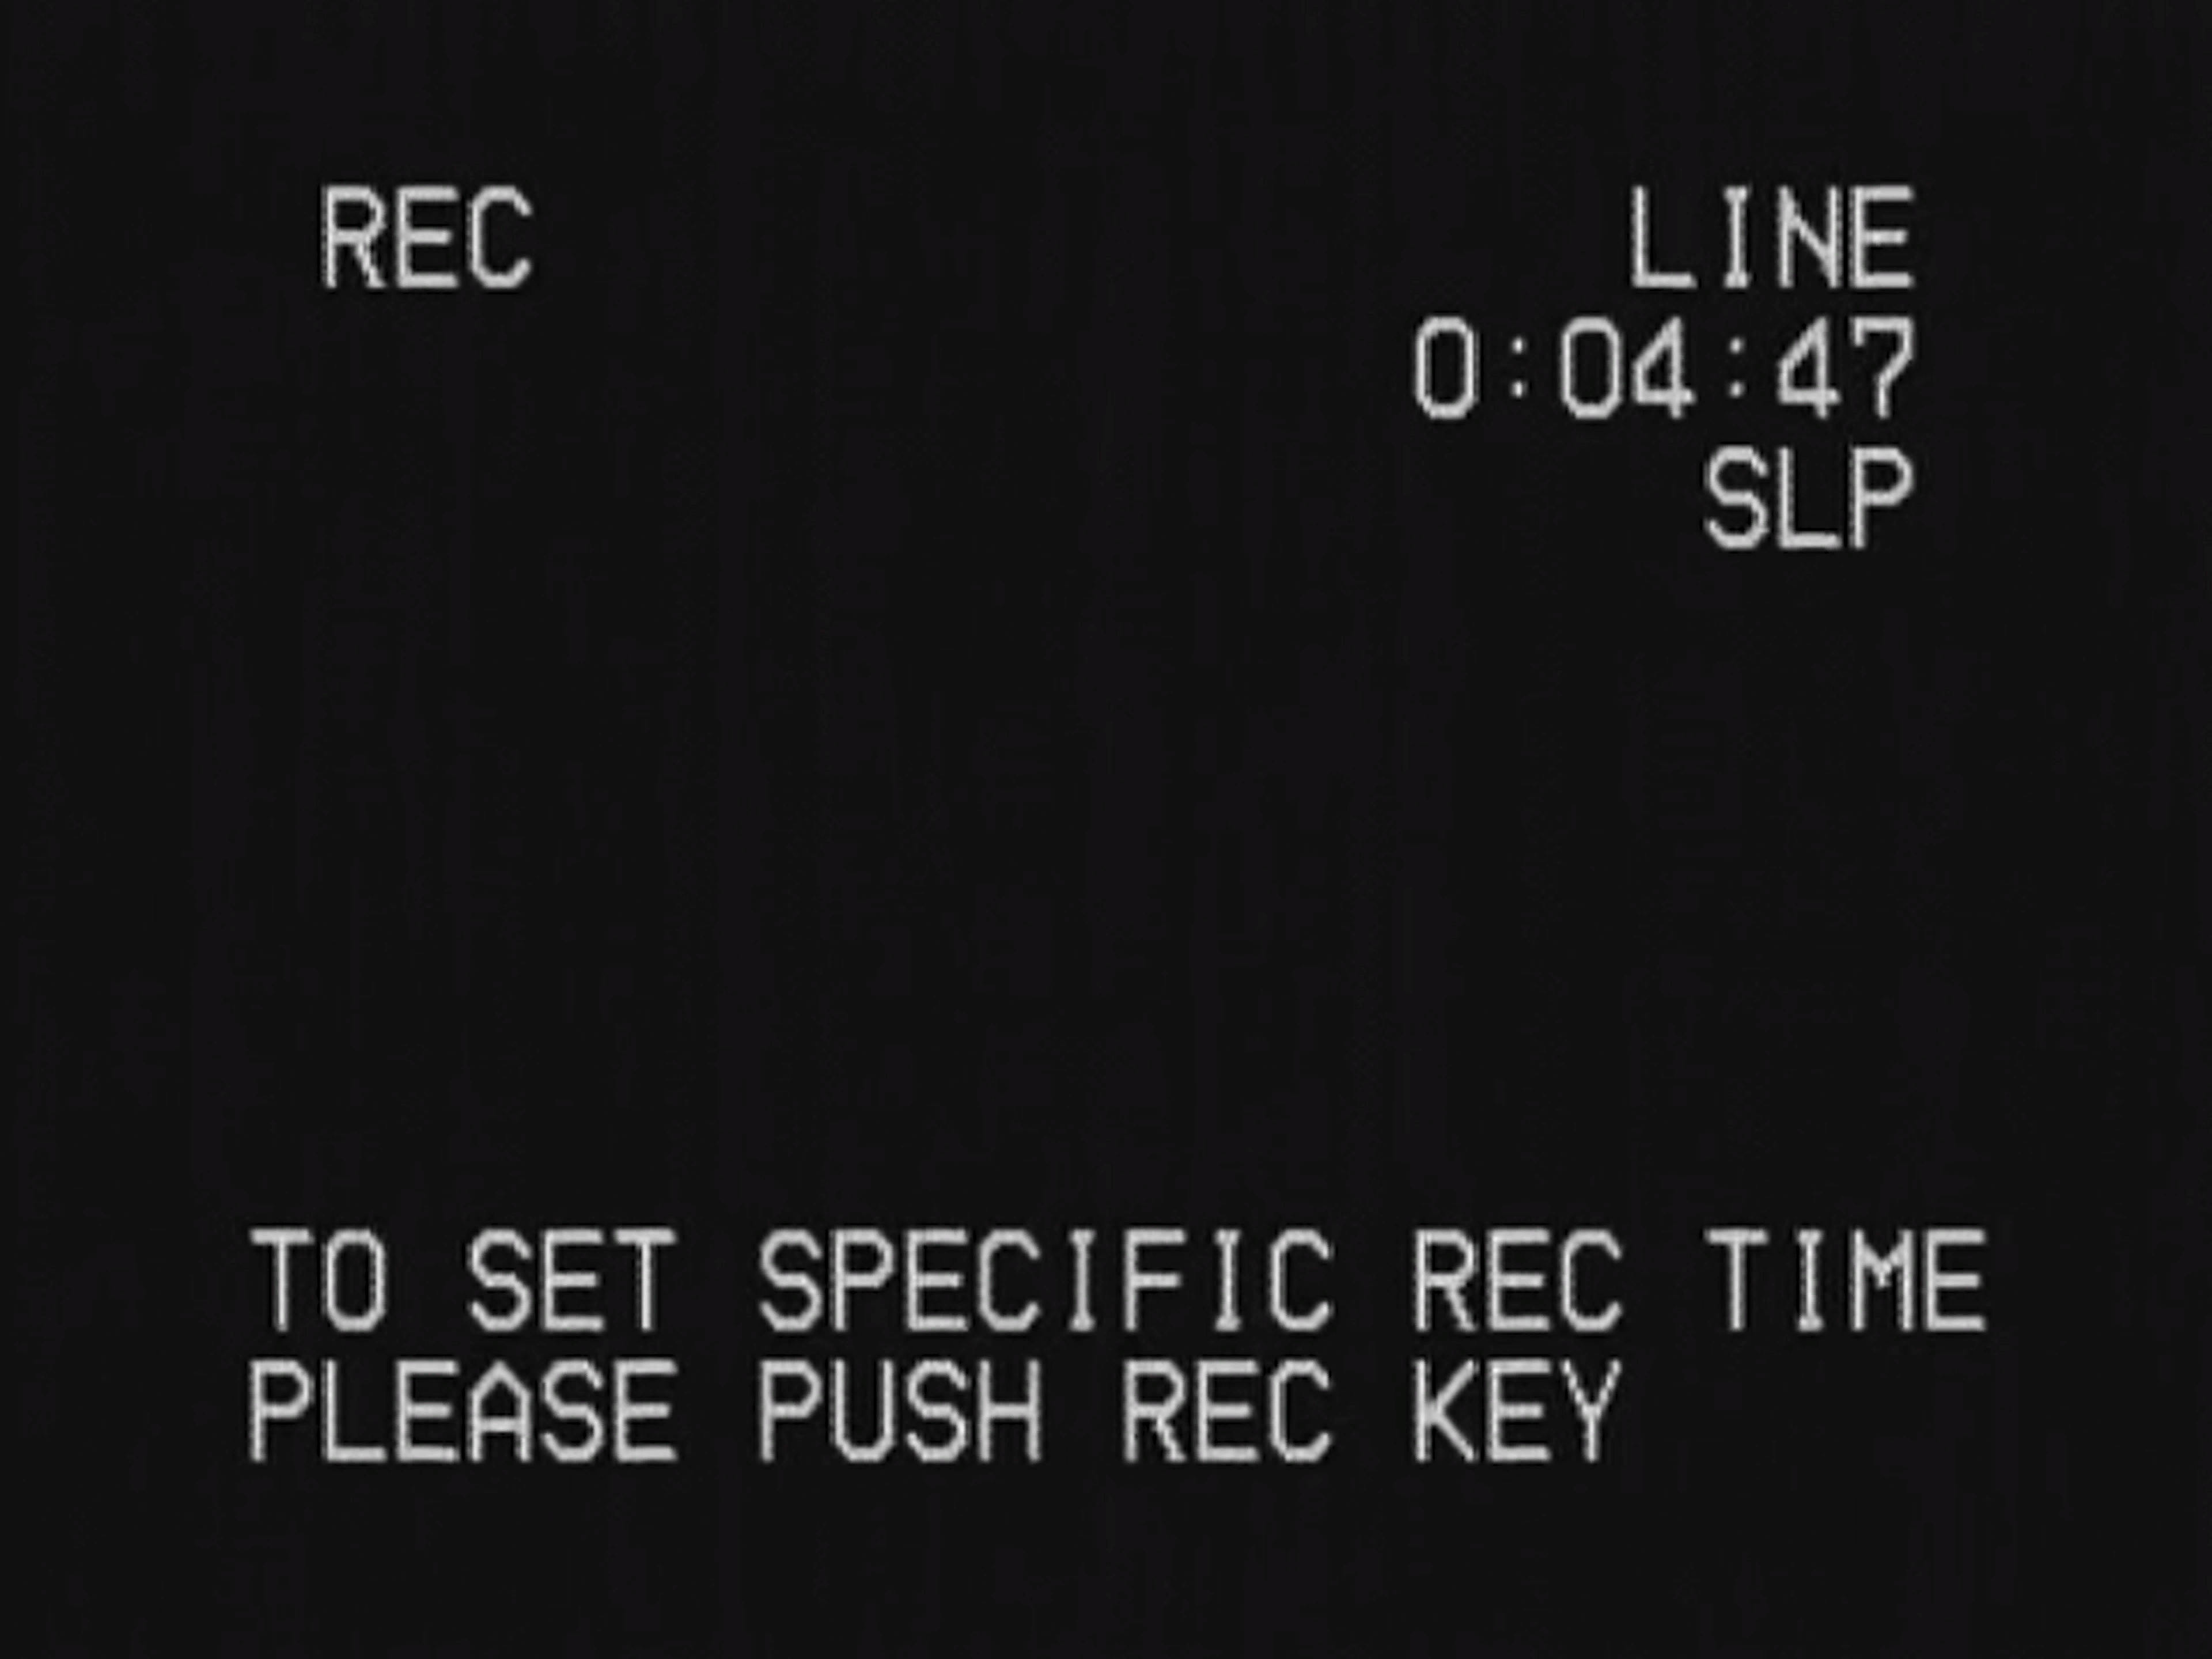 REC
LINE
0:04:47
SLP
TO SET SPECIFIC REC TIME
PLEASE PUSH REC KEY